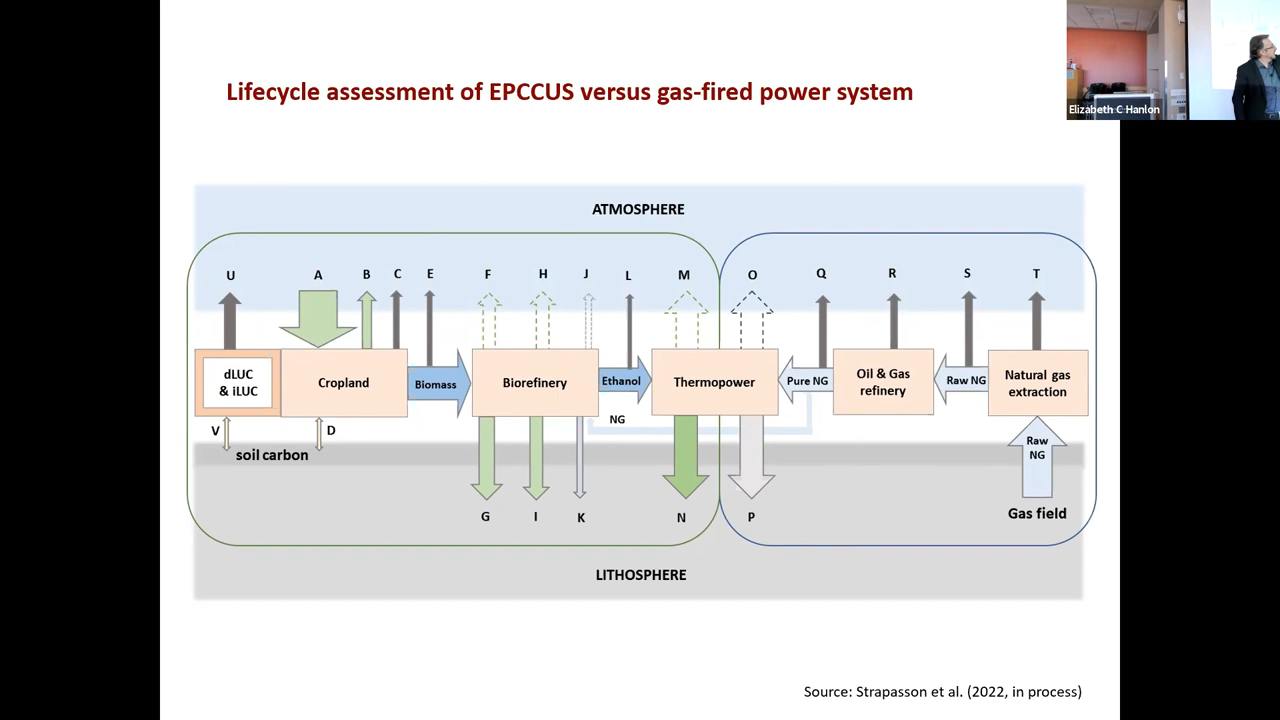 Elizabeth C Hanlon
Lifecycle assessment of EPCCUS versus gas-fired power system
ATMOSPHERE
U A B C E F H J L M O Q R S T
dLUC
& iLUC
Cropland
Biomass
Biorefinery
Ethanol
Thermopower
Pure NG
Oil & Gas
refinery
Raw NG
Natural gas
extraction
NG
V D
soil carbon
Raw
NG
G I K N P
Gas field
LITHOSPHERE
Source: Strapasson et al. (2022, in process)